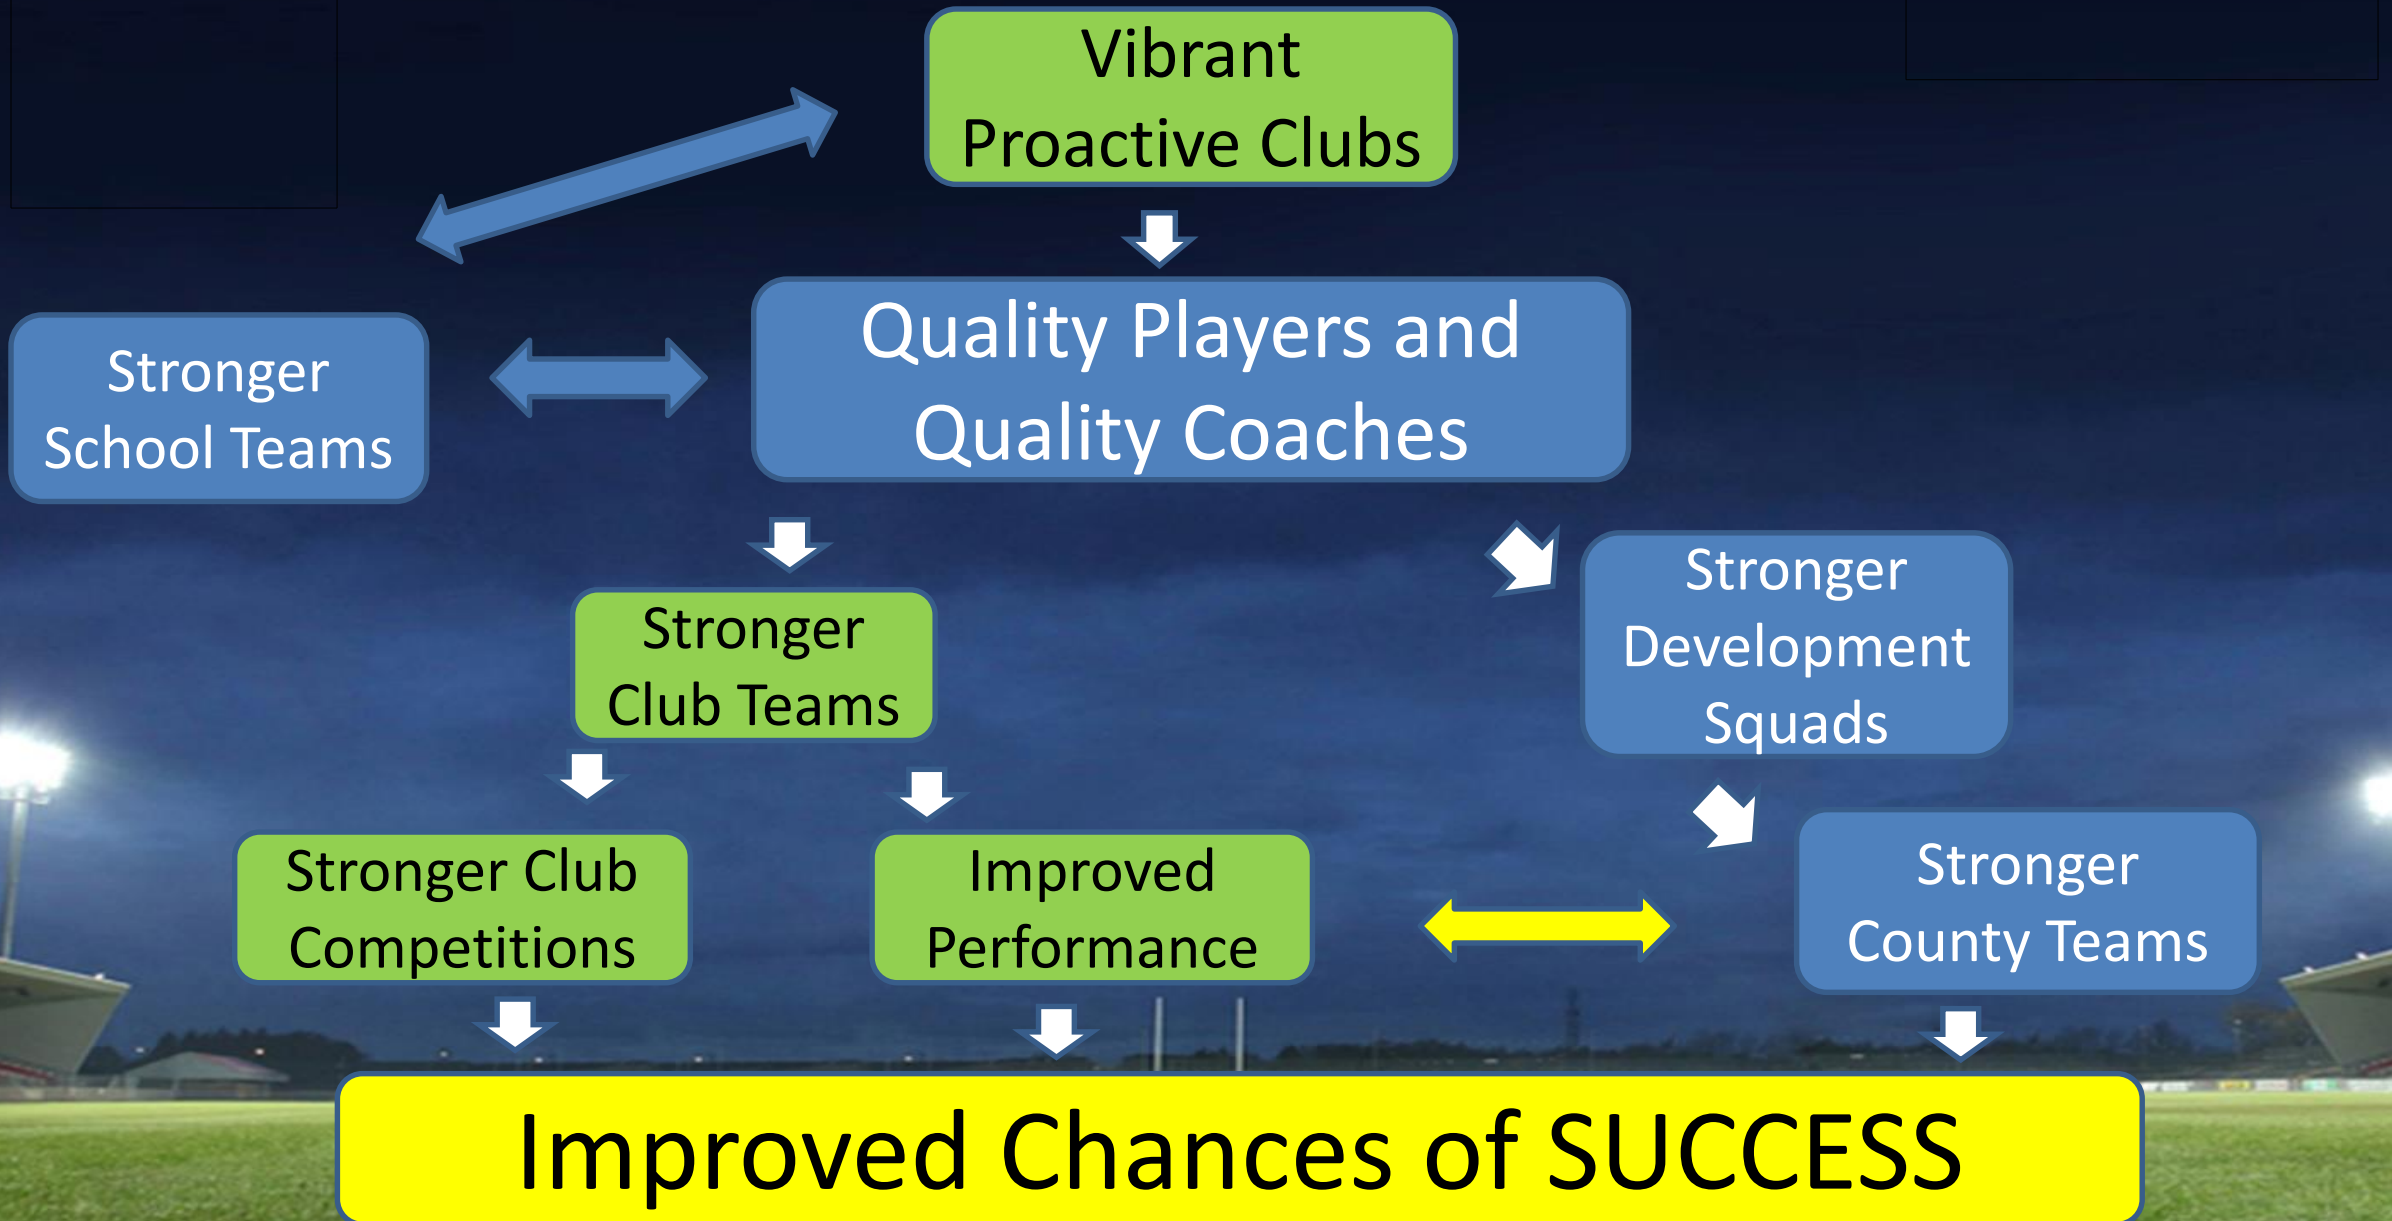 Vibrant
Proactive Clubs
Quality Players and
Quality Coaches
Stronger
School Teams
Stronger
Club Teams
Stronger
Development
Squads
Stronger Club
Competitions
Improved
Performance
Stronger
County Teams
Improved Chances of SUCCESS